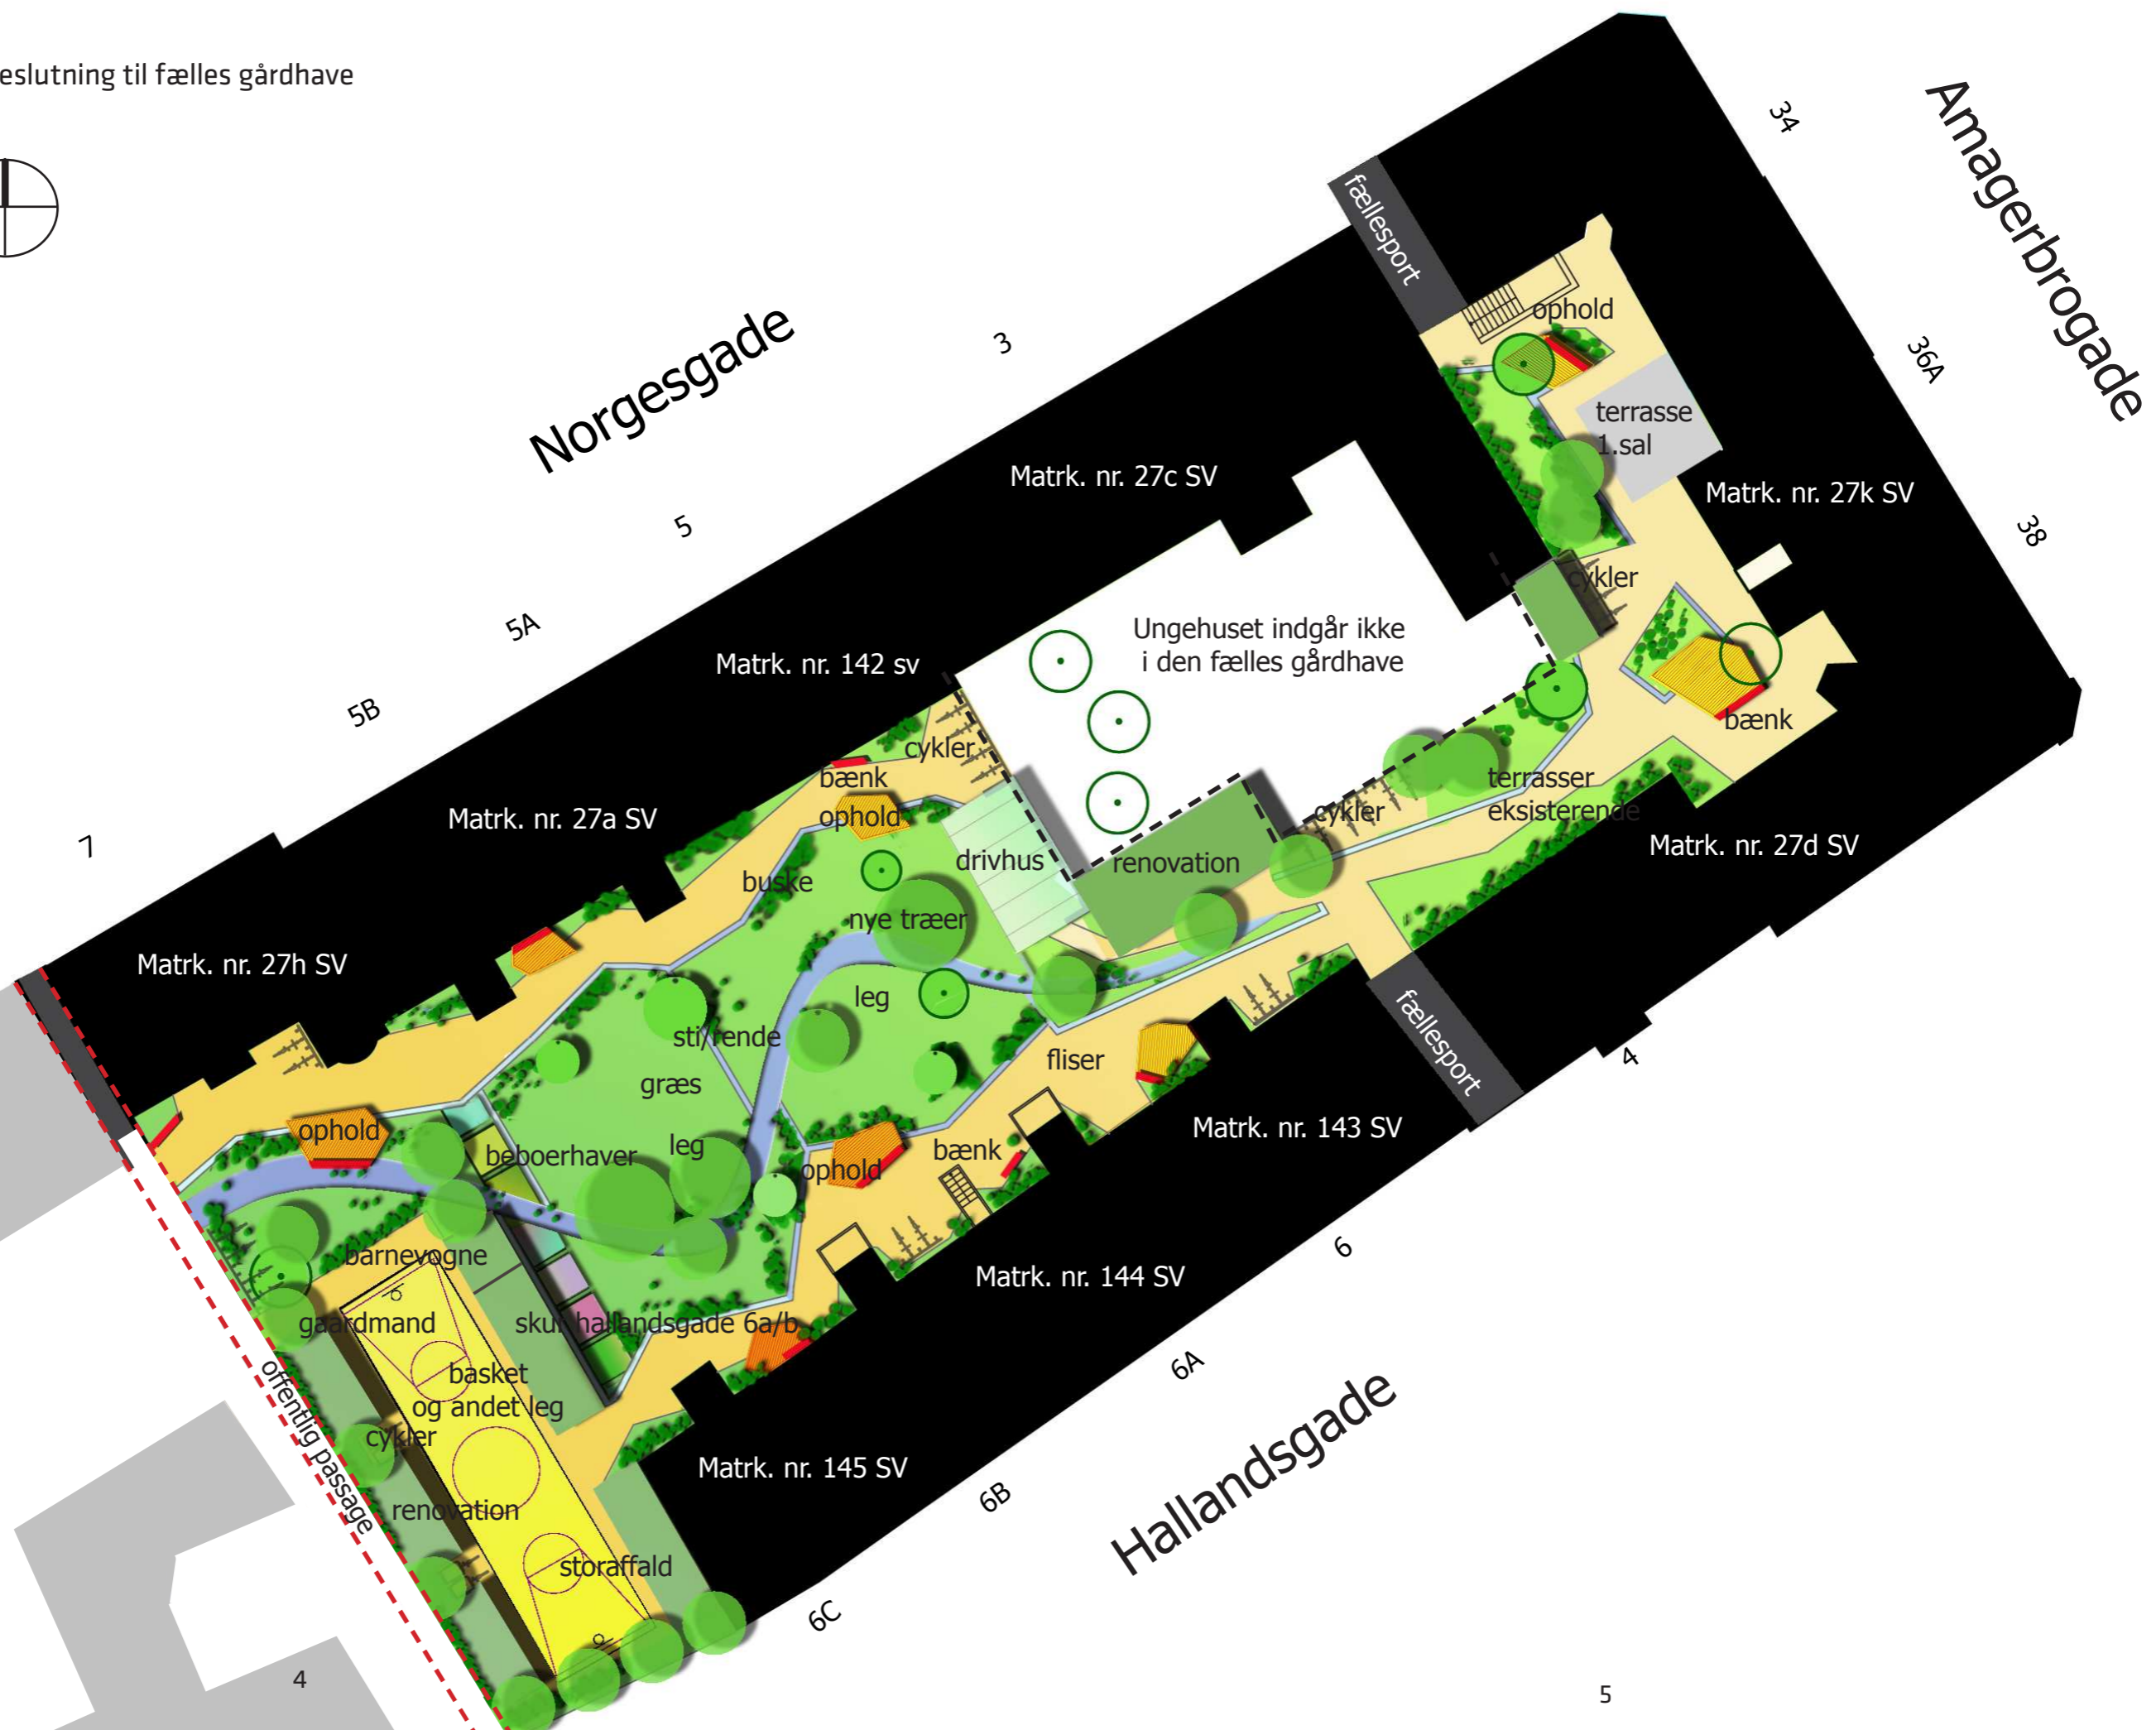 eslutning til fælles gårdhave
Amagerbrogade
34
36A
38
Norgesgade
3
5
5A
5B
7
fællesport
ophold
terrasse
1.sal
Matrk. nr. 27c SV
Matrk. nr. 27k SV
cykler
Ungehuset indgår ikke
i den fælles gårdhave
Matrk. nr. 142 sv
bænk
cykler
bænk
ophold
terrasser
eksisterende
cykler
Matrk. nr. 27a SV
Matrk. nr. 27d SV
drivhus
renovation
buske
nye træer
Matrk. nr. 27h SV
leg
sti/rende
fliser
fællesport
4
græs
Matrk. nr. 143 SV
ophold
beboerhaver
leg
ophold
bænk
barnevogne
Matrk. nr. 144 SV
6
gaardmand
skur hallandsgade 6a/b
6A
basket
og andet leg
cykler
offentlig passage
Matrk. nr. 145 SV
Hallandsgade
6B
renovation
storaffald
6C
4
5